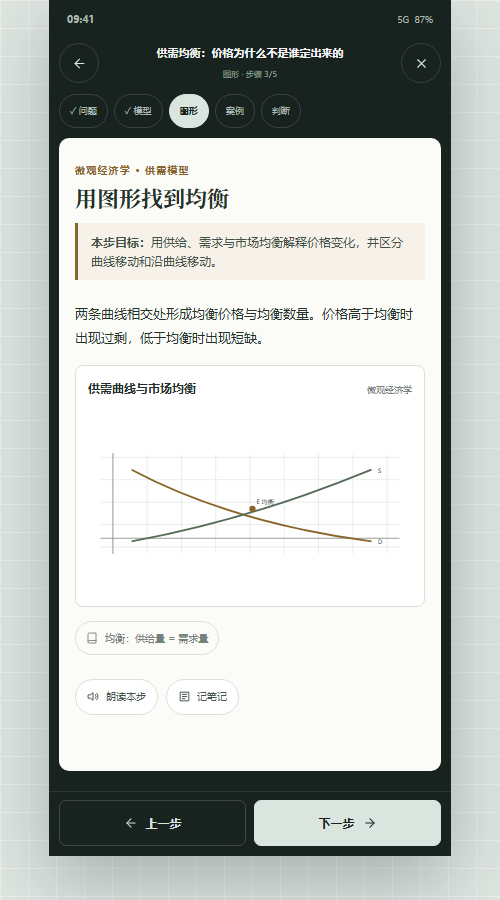 09:41
5G 87%
供需均衡：价格为什么不是谁定出来的
图形 · 步骤 3/5
✓ 问题
✓ 模型
图形
案例
判断
微观经济学 • 供需模型
用图形找到均衡
本步目标：用供给、需求与市场均衡解释价格变化，并区分
曲线移动和沿曲线移动。
两条曲线相交处形成均衡价格与均衡数量。价格高于均衡时
出现过剩，低于均衡时出现短缺。
供需曲线与市场均衡
微观经济学
S
E 均衡
D
均衡：供给量 = 需求量
朗读本步
记笔记
上一步
下一步